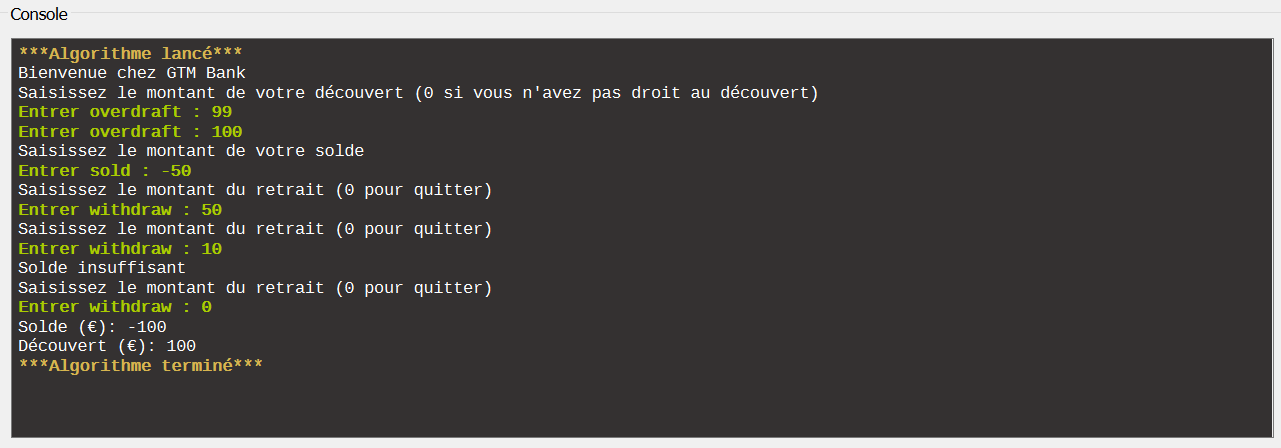 Console
***Algorithme lancé***
Bienvenue chez GTM Bank
Saisissez le montant de votre découvert (0 si vous n'avez pas droit au découvert)
Entrer overdraft : 99
Entrer overdraft : 100
Saisissez le montant de votre solde
Entrer sold : -50
Saisissez le montant du retrait (0 pour quitter)
Entrer withdraw : 50
Saisissez le montant du retrait (0 pour quitter)
Entrer withdraw : 10
Solde insuffisant
Saisissez le montant du retrait (0 pour quitter)
Entrer withdraw : 0
Solde (€): -100
Découvert (€): 100
***Algorithme terminé***